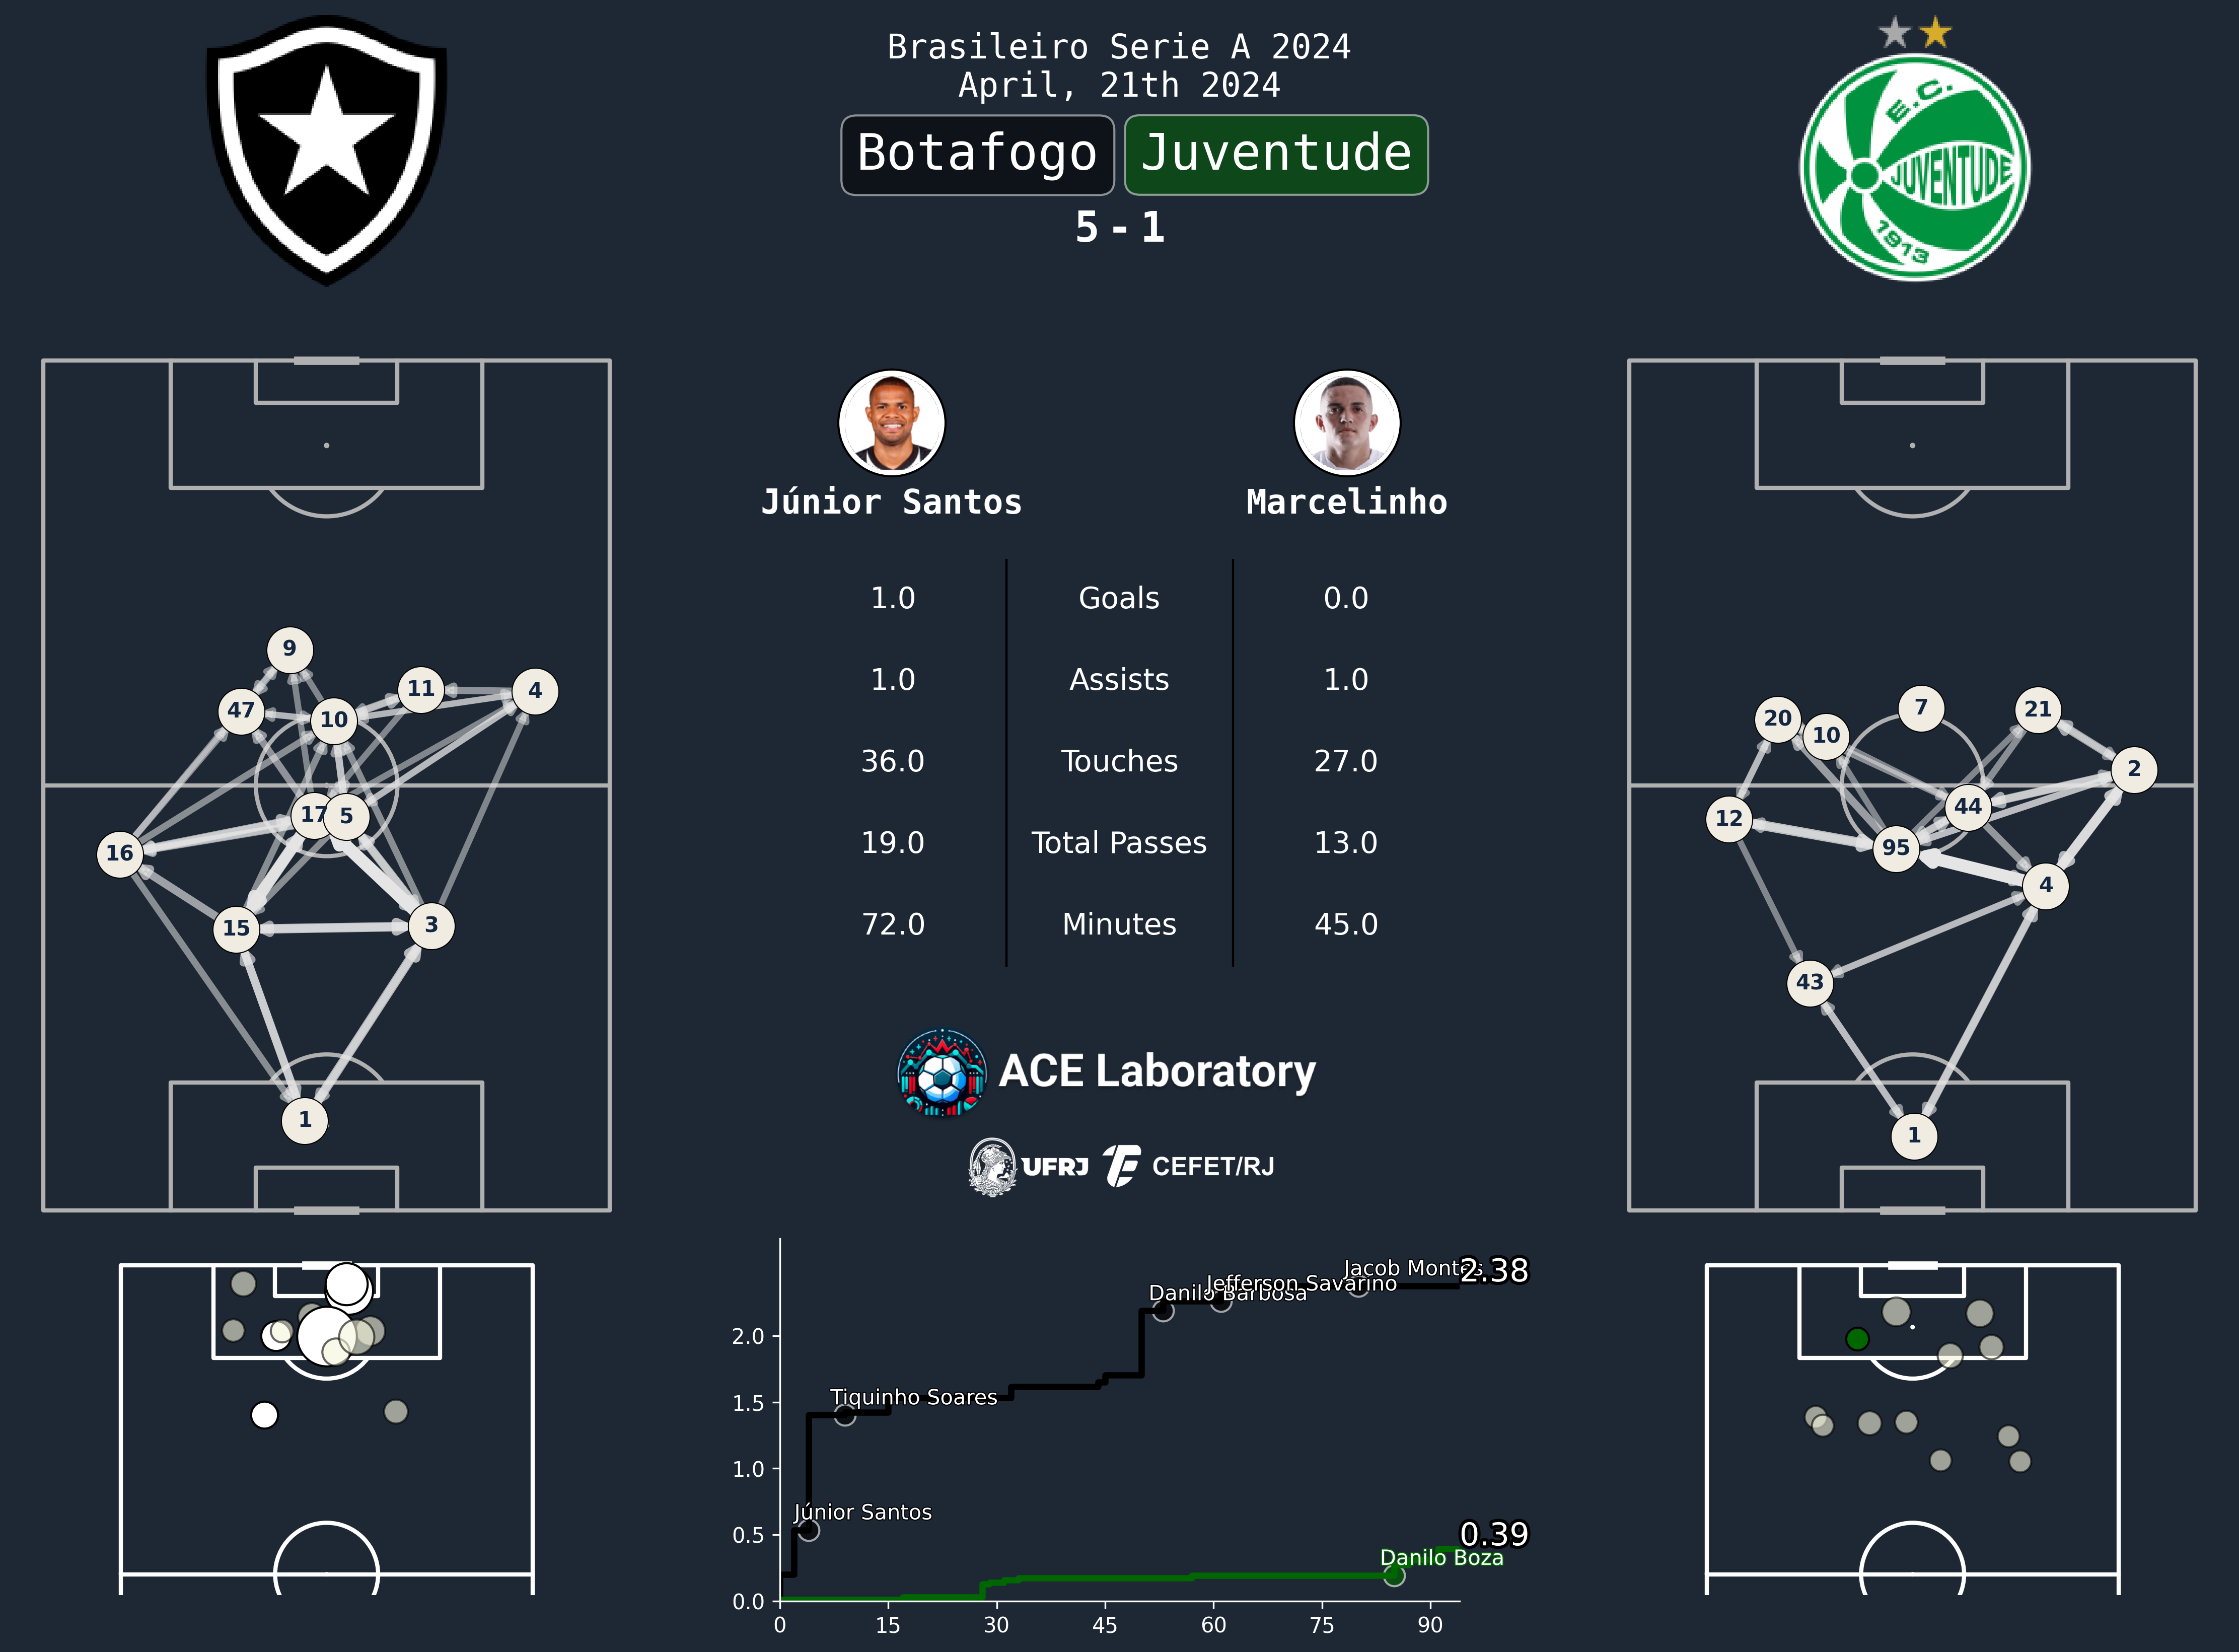 Brasileiro Serie A 2024
April, 21th 2024
Botafogo Juventude
5-1
E.C.
JUVENTUDE
1913
Júnior Santos Marcelinho
1.0 Goals 0.0
1.0 Assists 1.0
36.0 Touches 27.0
19.0 Total Passes 13.0
72.0 Minutes 45.0
9
11
4
47
10
17
5
16
15
3
1
7
20
21
10
2
44
12
95
4
43
1
ACE Laboratory
UFRJ CEFET/RJ
Jacob Montes
2.38
Jefferson Savarino
Danilo Barbosa
2.0
Tiquinho Soares
1.5
1.0
Júnior Santos
0.5
0.39
Danilo Boza
0.0
0 15 30 45 60 75 90